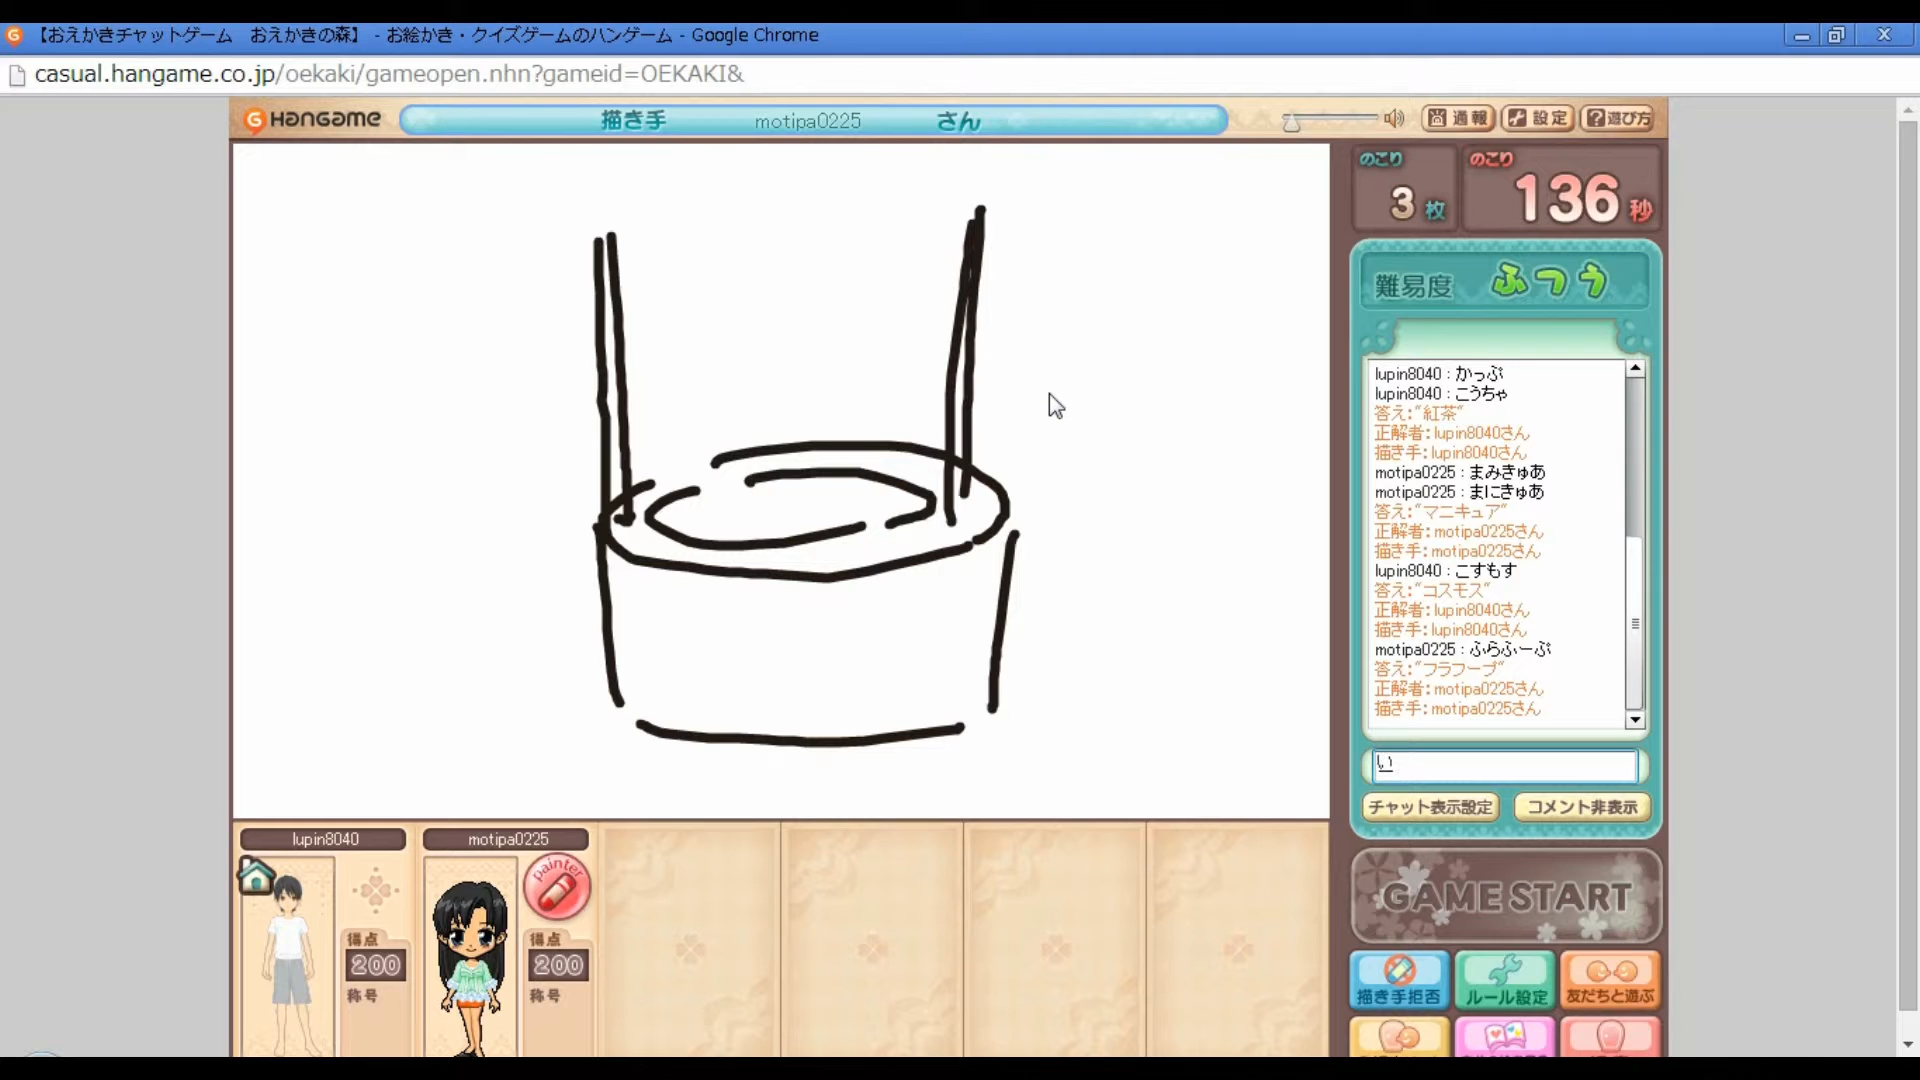 【おえかきチャットゲーム　おえかきの森】 - お絵かき・クイズゲームのハンゲーム - Google Chrome
casual.hangame.co.jp/oekaki/gameopen.nhn?gameid=OEKAKI&
HANGAME
描き手 motipa0225 さん
通報 設定 遊び方
のこり 3 枚
のこり 136 秒
難易度 ふつう
lupin8040 : かっぷ
lupin8040 : こうちゃ
答え:"紅茶"
正解者: lupin8040さん
描き手: lupin8040さん
motipa0225 : まみきゅあ
motipa0225 : まにきゅあ
答え:"マニキュア"
正解者: motipa0225さん
描き手: motipa0225さん
lupin8040 : こすもす
答え:"コスモス"
正解者: lupin8040さん
描き手: lupin8040さん
motipa0225 : ふらふーぷ
答え:"フラフープ"
正解者: motipa0225さん
描き手: motipa0225さん
い
チャット表示設定 コメント非表示
lupin8040 motipa0225
painter
得点 得点
200 200
称号 称号
GAME START
描き手拒否 ルール設定 友だちと遊ぶ